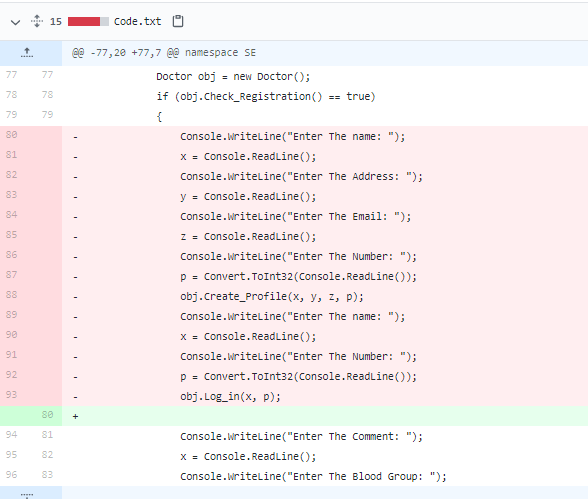 15 Code.txt
@@ -77,20 +77,7 @@ namespace SE
77 77 Doctor obj = new Doctor();
78 78 if (obj.Check_Registration() == true)
79 79 {
80 - Console.WriteLine("Enter The name: ");
81 - x = Console.ReadLine();
82 - Console.WriteLine("Enter The Address: ");
83 - y = Console.ReadLine();
84 - Console.WriteLine("Enter The Email: ");
85 - z = Console.ReadLine();
86 - Console.WriteLine("Enter The Number: ");
87 - p = Convert.ToInt32(Console.ReadLine());
88 - obj.Create_Profile(x, y, z, p);
89 - Console.WriteLine("Enter The name: ");
90 - x = Console.ReadLine();
91 - Console.WriteLine("Enter The Number: ");
92 - p = Convert.ToInt32(Console.ReadLine());
93 - obj.Log_in(x, p);
80 +
94 81 Console.WriteLine("Enter The Comment: ");
95 82 x = Console.ReadLine();
96 83 Console.WriteLine("Enter The Blood Group: ");